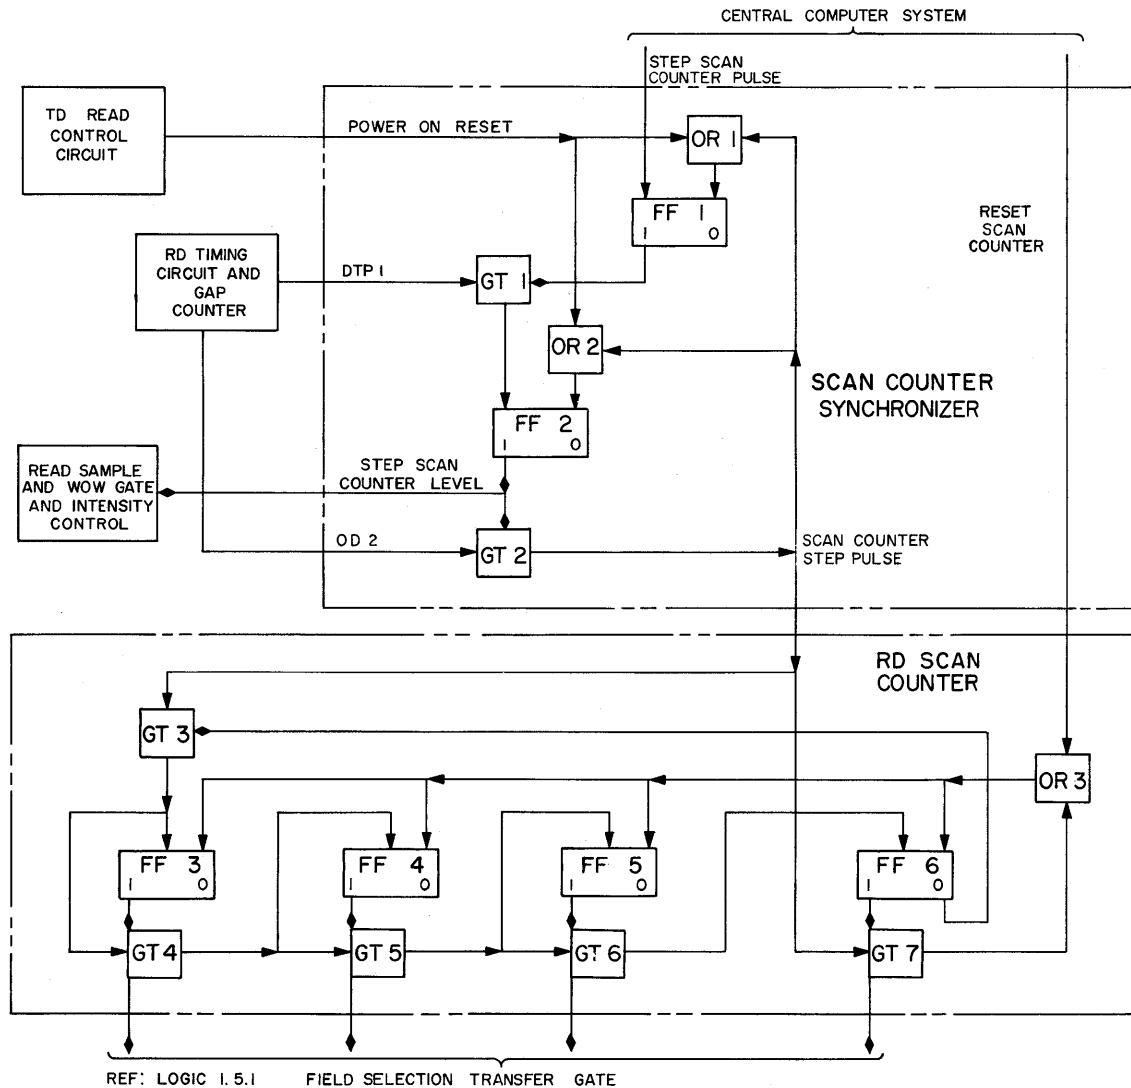 CENTRAL COMPUTER SYSTEM
STEP SCAN
COUNTER PULSE
TD READ
CONTROL
CIRCUIT
POWER ON RESET
OR 1
FF 1
1 0
RESET
SCAN
COUNTER
RD TIMING
CIRCUIT AND
GAP
COUNTER
DTP 1
GT 1
OR 2
SCAN COUNTER
SYNCHRONIZER
FF 2
1 0
READ SAMPLE
AND WOW GATE
AND INTENSITY
CONTROL
STEP SCAN
COUNTER LEVEL
OD 2
GT 2
SCAN COUNTER
STEP PULSE
RD SCAN
COUNTER
GT 3
OR 3
FF 3
1 0
FF 4
1 0
FF 5
1 0
FF 6
1 0
GT 4
GT 5
GT 6
GT 7
REF: LOGIC 1.5.1 FIELD SELECTION TRANSFER GATE